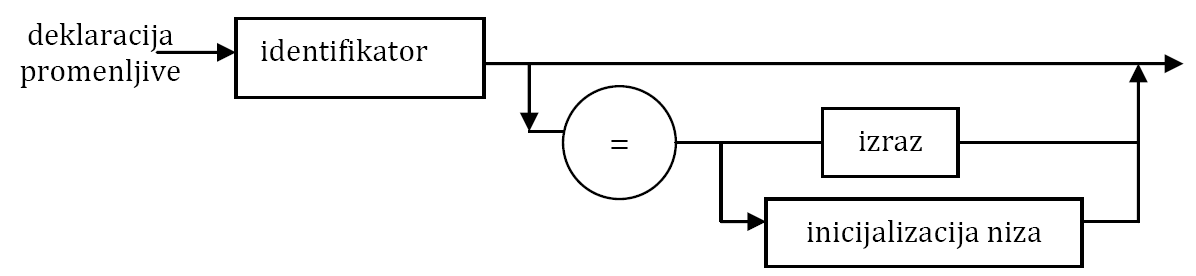 deklaracija
promenljive
identifikator
=
izraz
inicijalizacija niza